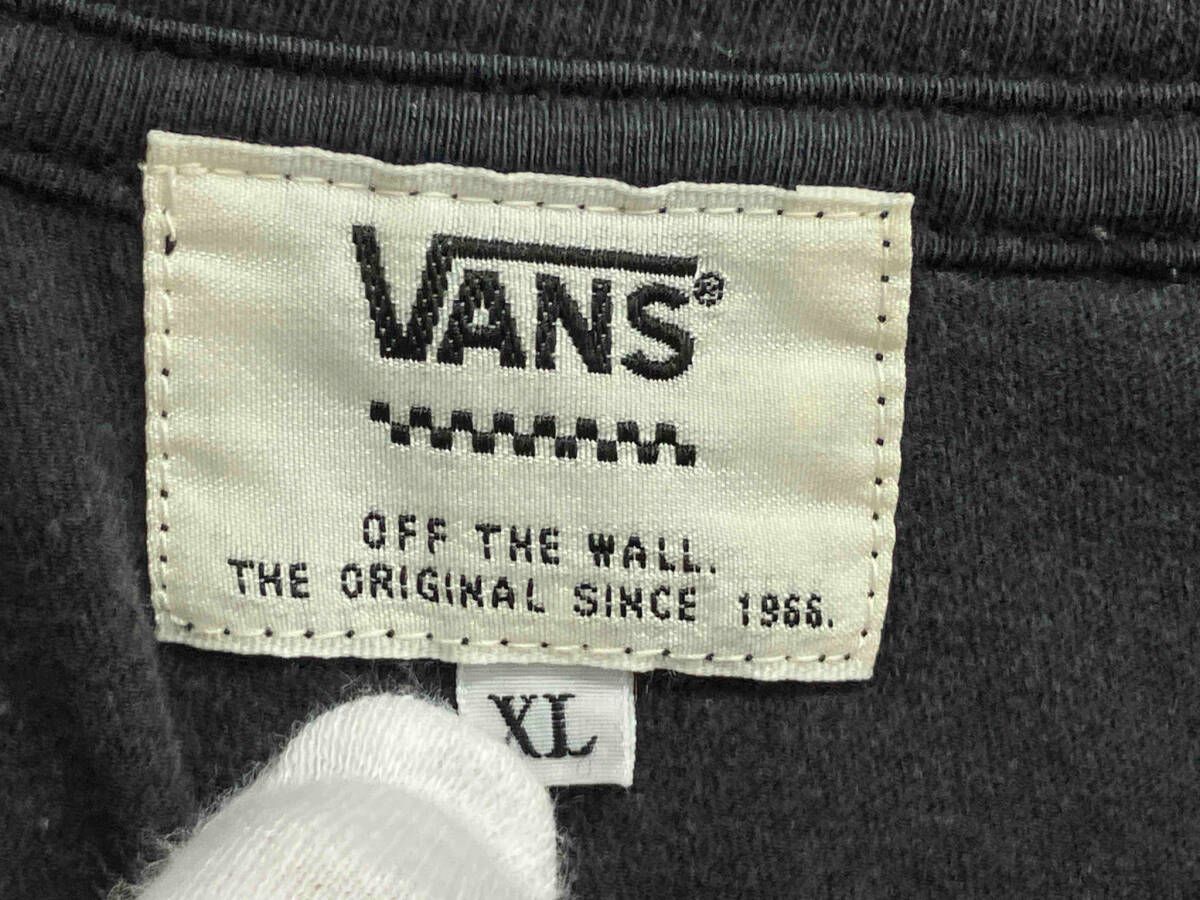 VANS®
OFF THE WALL.
THE ORIGINAL SINCE 1966.
XL